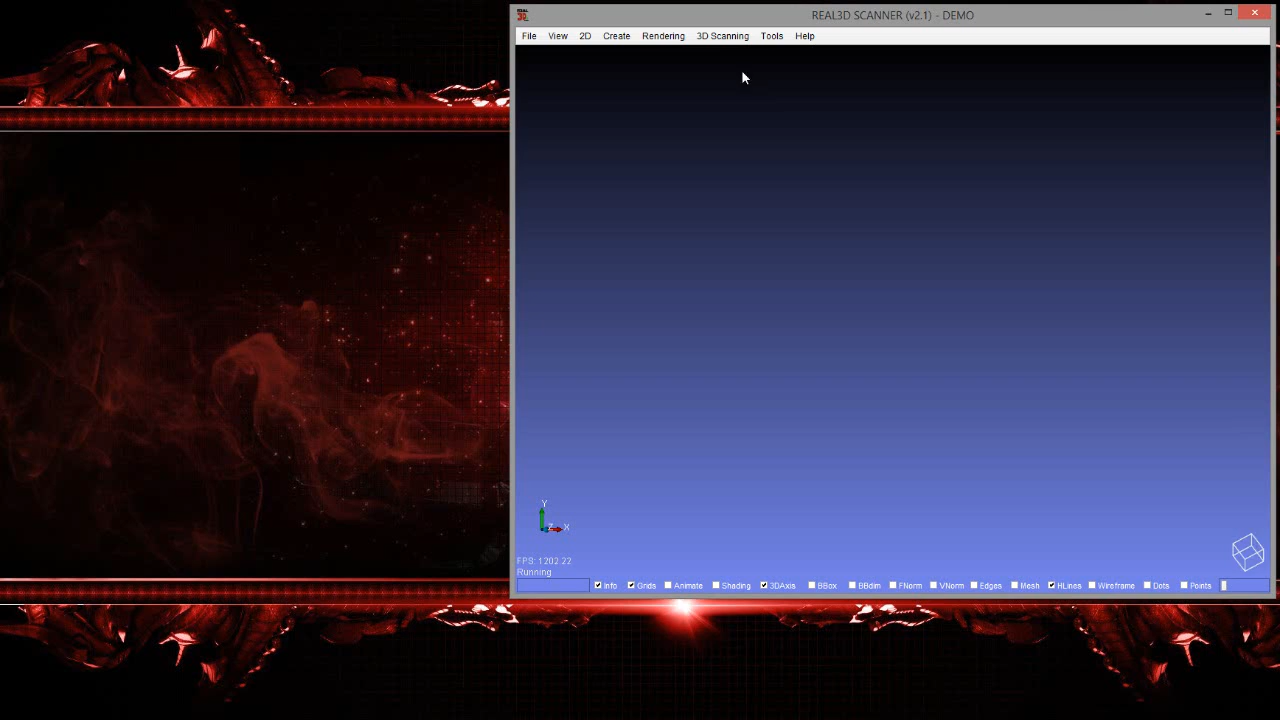 REAL3D SCANNER (v2.1) - DEMO
File View 2D Create Rendering 3D Scanning Tools Help
Y
Z X
FPS: 1202.22
Running
Info Grids Animate Shading 3DAxis BBox BBdim FNorm VNorm Edges Mesh HLines Wireframe Dots Points